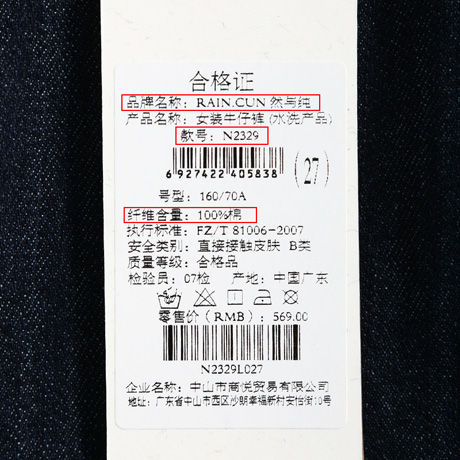 合格证
品牌名称：RAIN.CUN 然与纯
产品名称：女装牛仔裤(水洗产品)
款号：N2329
6 927422 405838
(27)
号型：160/70A
纤维含量：100%棉
执行标准：FZ/T 81006-2007
安全类别：直接接触皮肤 B类
质量等级：合格品
检验员：07检 产地：中国广东
零售价（RMB）：569.00
N2329L027
企业名称：中山市商悦贸易有限公司
地址：广东省中山市西区沙朗幸福新村安怡街10号